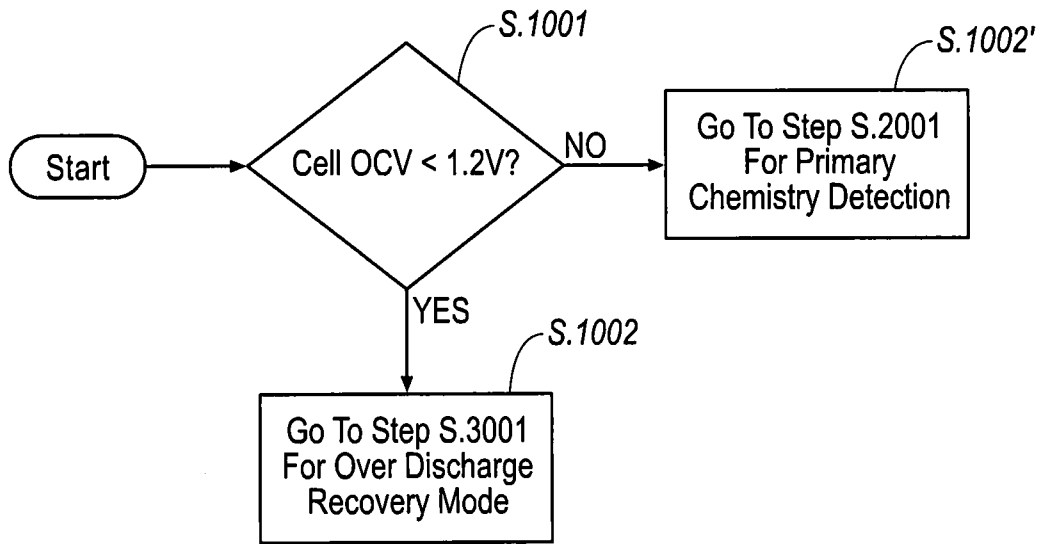 S.1001
S.1002'
Start
Cell OCV < 1.2V?
NO
Go To Step S.2001
For Primary
Chemistry Detection
YES
S.1002
Go To Step S.3001
For Over Discharge
Recovery Mode